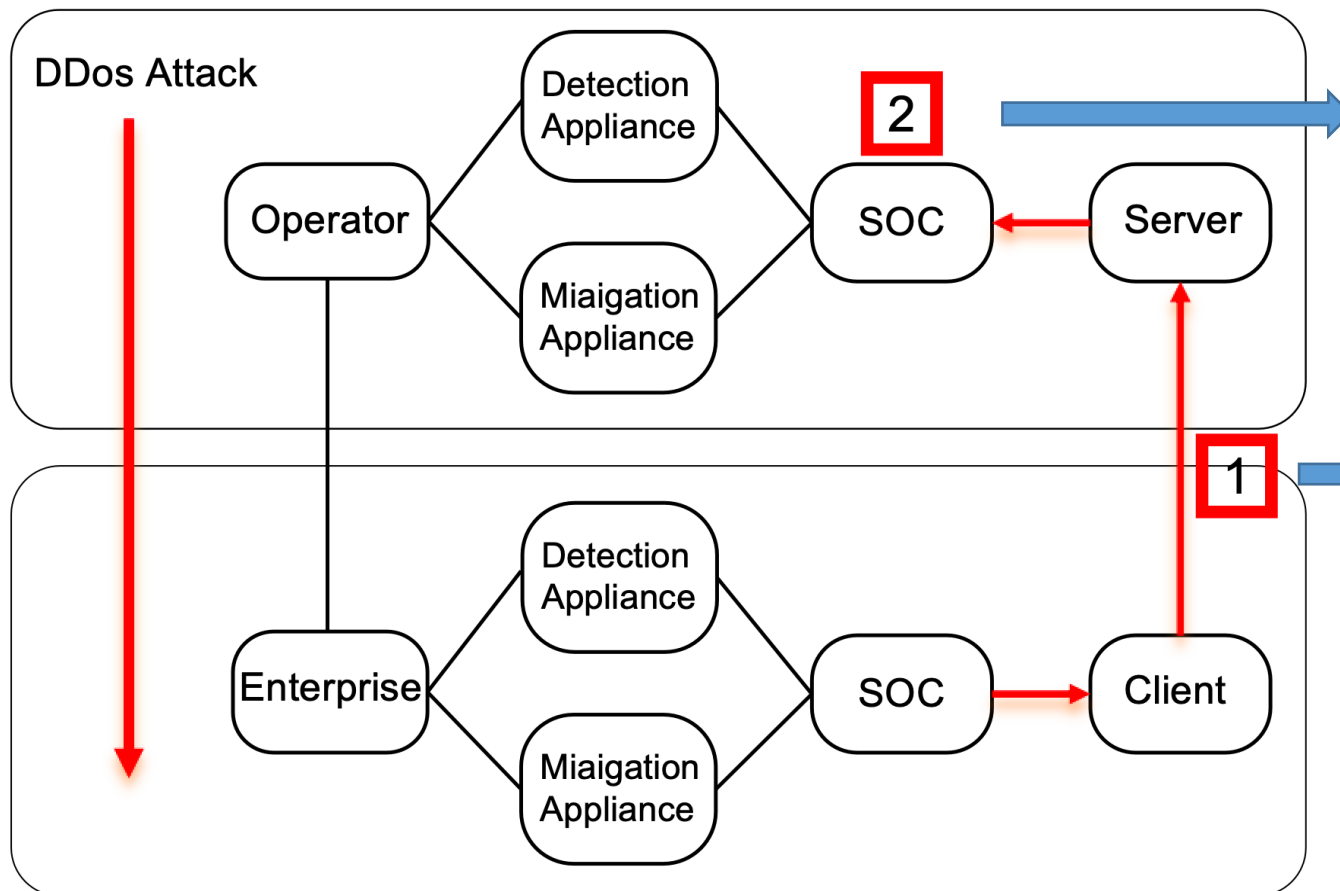 DDos Attack
Detection
Appliance
2
Operator
SOC
Server
Miaigation
Appliance
1
Detection
Appliance
Enterprise
SOC
Client
Miaigation
Appliance